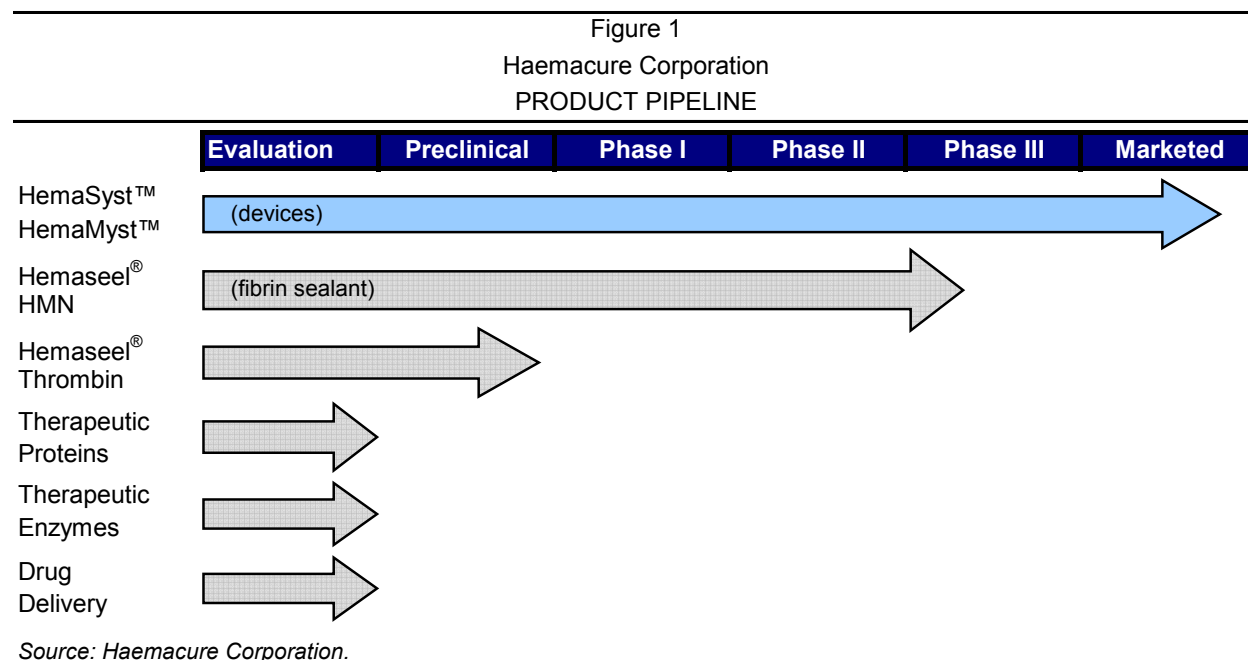 Figure 1
Haemacure Corporation
PRODUCT PIPELINE
Evaluation Preclinical Phase I Phase II Phase III Marketed
HemaSyst™
HemaMyst™
(devices)
Hemaseel®
HMN
(fibrin sealant)
Hemaseel®
Thrombin
Therapeutic
Proteins
Therapeutic
Enzymes
Drug
Delivery
Source: Haemacure Corporation.